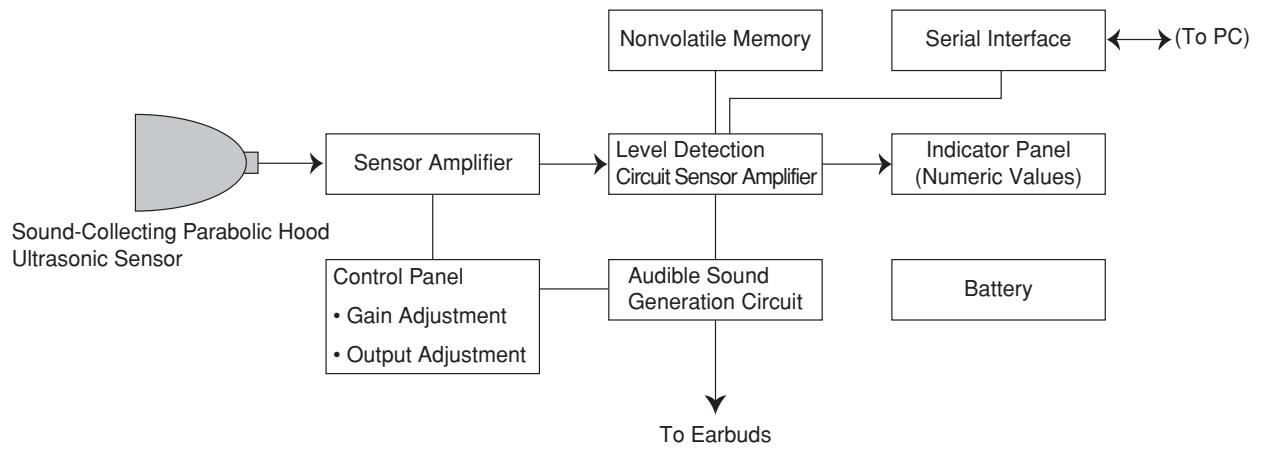 Nonvolatile Memory
Serial Interface
(To PC)
Sensor Amplifier
Level Detection
Circuit Sensor Amplifier
Indicator Panel
(Numeric Values)
Sound-Collecting Parabolic Hood
Ultrasonic Sensor
Control Panel
• Gain Adjustment
• Output Adjustment
Audible Sound
Generation Circuit
Battery
To Earbuds